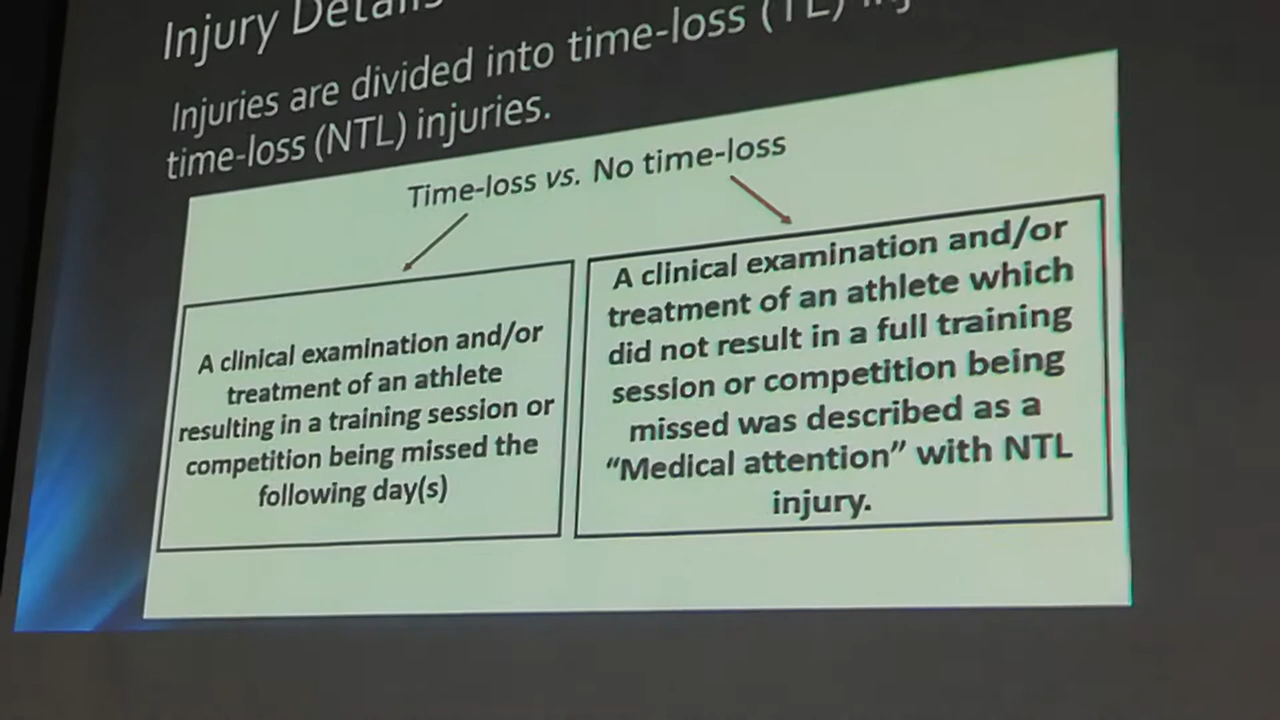 Injury Details
Injuries are divided into time-loss (TL)
time-loss (NTL) injuries.
Time-loss vs. No time-loss
A clinical examination and/or
treatment of an athlete
resulting in a training session or
competition being missed the
following day(s)
A clinical examination and/or
treatment of an athlete which
did not result in a full training
session or competition being
missed was described as a
“Medical attention” with NTL
injury.